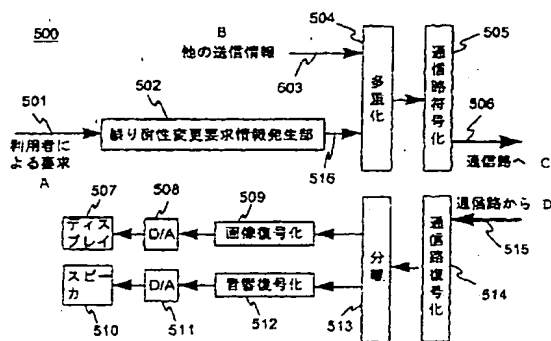 500
B
他の送信情報
503
504
505
多重化
通信路符号化
501
502
利用者による要求
A
誤り耐性変更要求情報発生部
516
506
通信路へ C
通信路から D
515
507
508
509
ディスプレイ
D/A
画像復号化
分離
通信路復号化
スピーカ
D/A
音響復号化
510
511
512
513
514